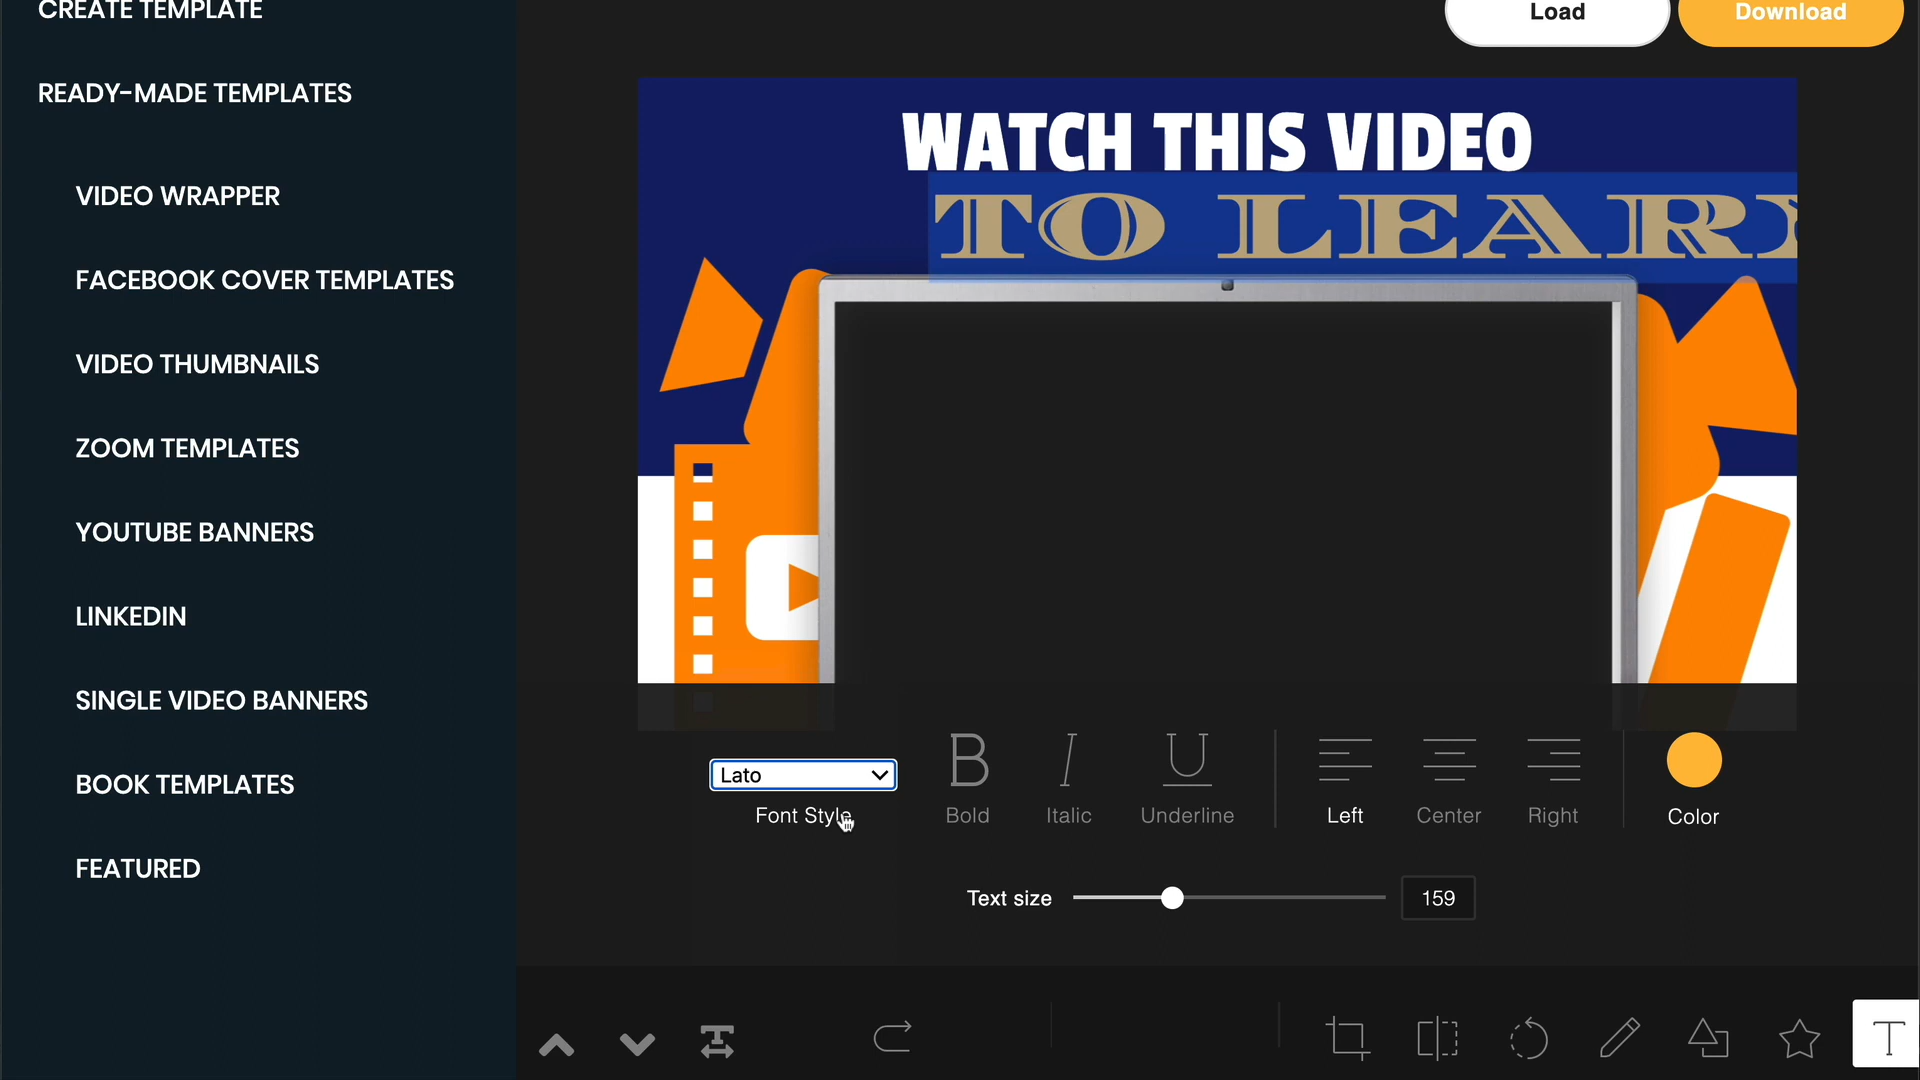 CREATE TEMPLATE
Load
Download
READY-MADE TEMPLATES
VIDEO WRAPPER
FACEBOOK COVER TEMPLATES
VIDEO THUMBNAILS
ZOOM TEMPLATES
YOUTUBE BANNERS
LINKEDIN
SINGLE VIDEO BANNERS
BOOK TEMPLATES
FEATURED
WATCH THIS VIDEO
TO LEAR
Lato
Font Style
B
Bold
I
Italic
U
Underline
Left
Center
Right
Color
Text size
159
T